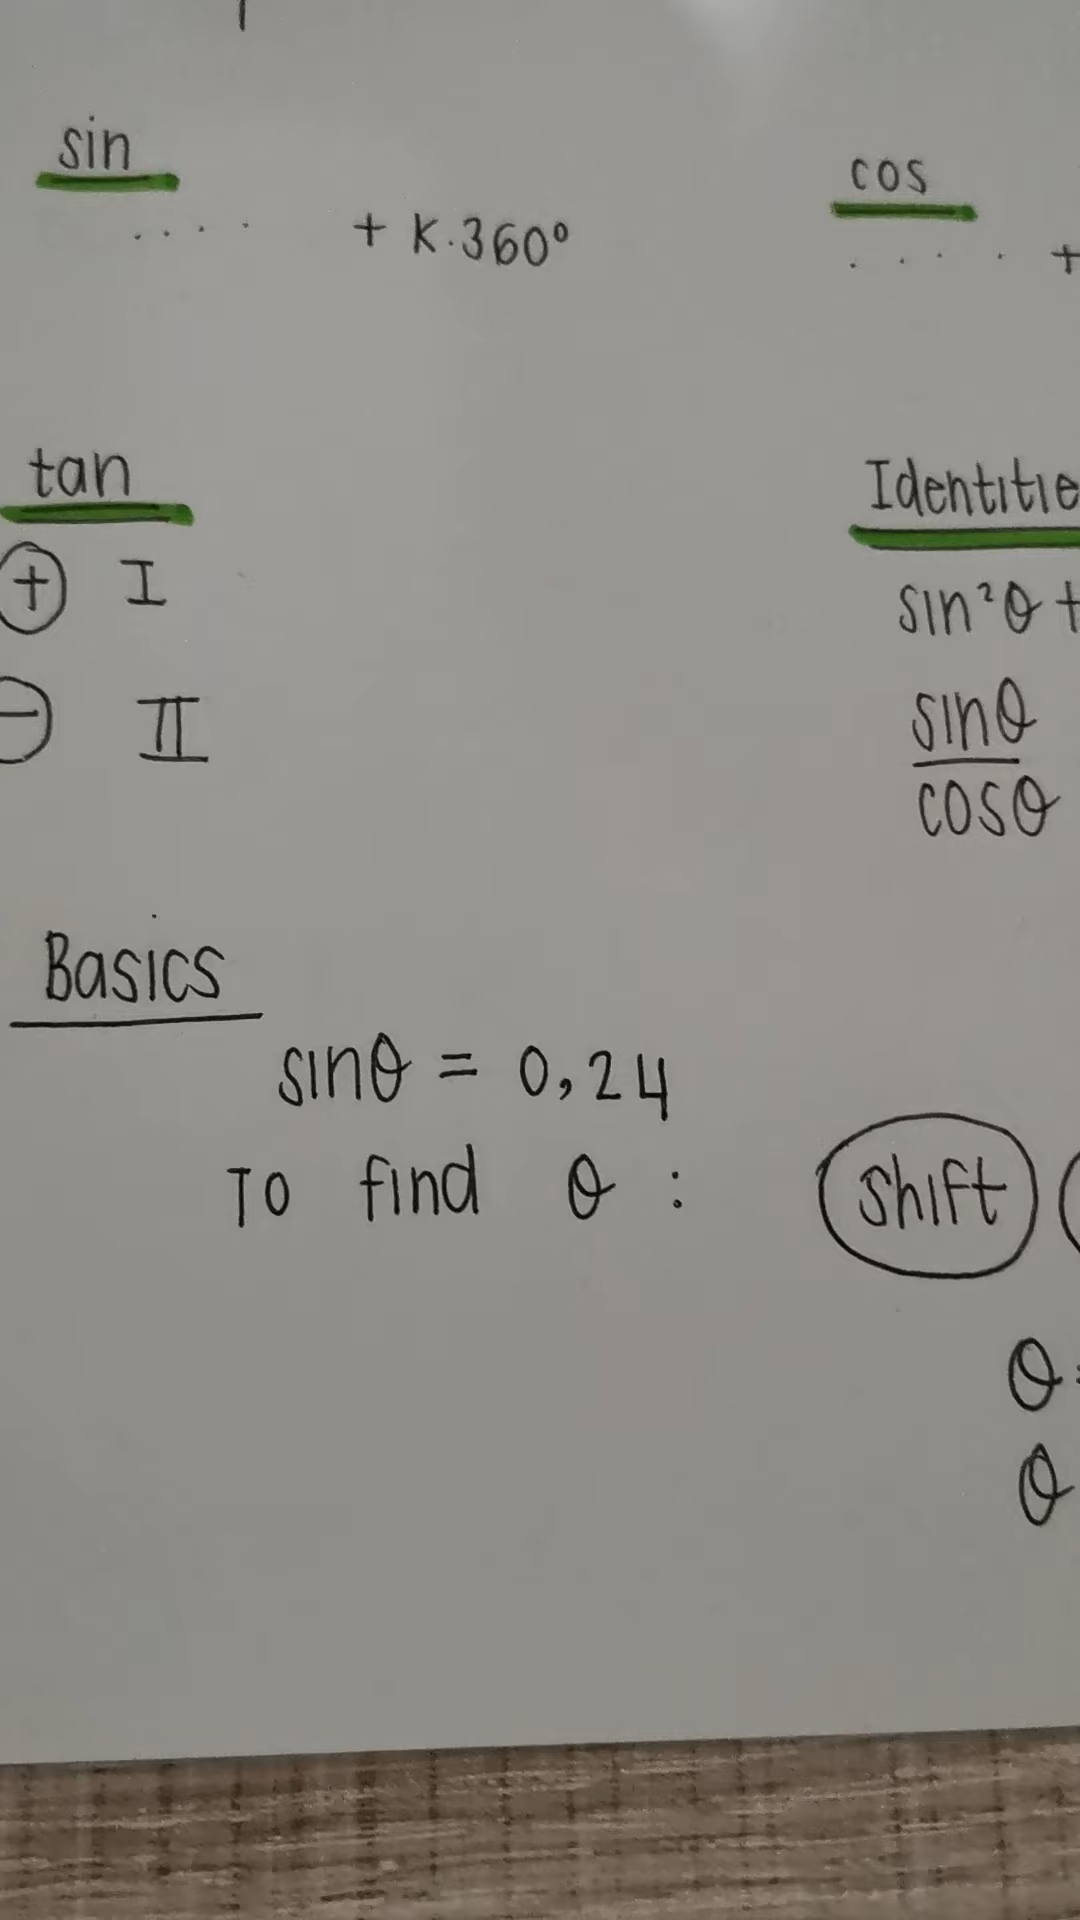 sin
.... + K.360°
cos
.... +
tan
+ I
- II
Identitie
sin²θ +
sinθ
cosθ
Basics
sinθ = 0,24
To find θ :
shift
θ =
θ